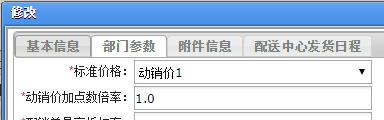 修改
基本信息 部门参数 附件信息 配送中心发货日程
*标准价格: 动销价1
*动销价加点数倍率: 1.0